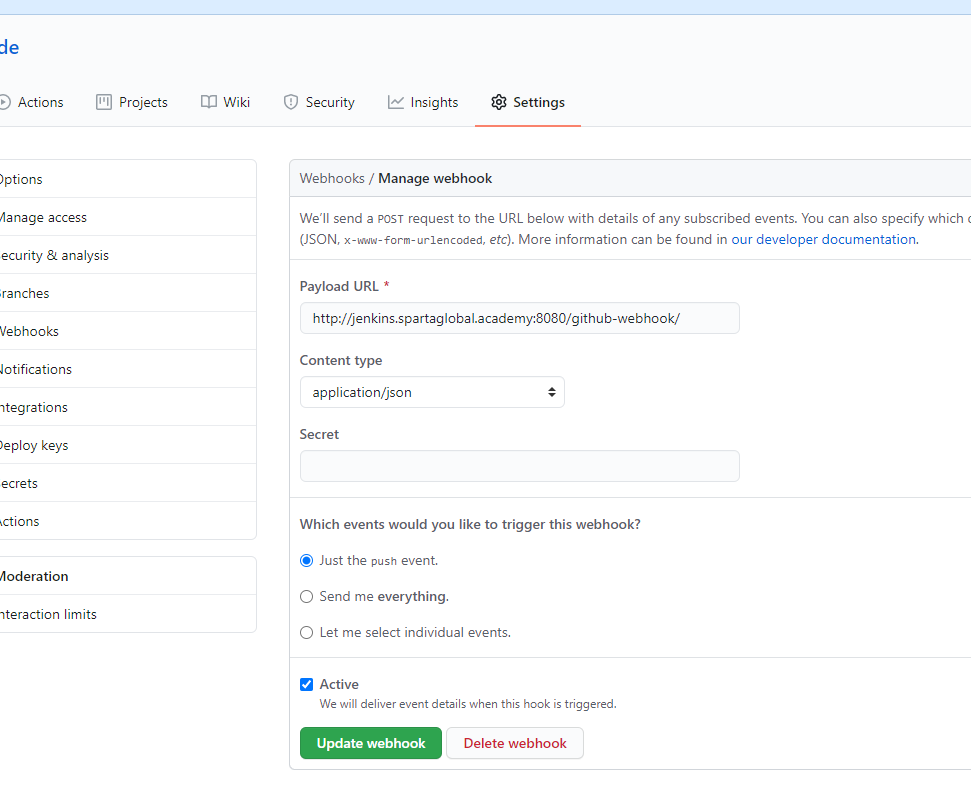 de
Actions Projects Wiki Security Insights Settings
Options
Manage access
Security & analysis
Branches
Webhooks
Notifications
Integrations
Deploy keys
Secrets
Actions
Moderation
Interaction limits
Webhooks / Manage webhook
We'll send a POST request to the URL below with details of any subscribed events. You can also specify which
(JSON, x-www-form-urlencoded, etc). More information can be found in our developer documentation.
Payload URL *
http://jenkins.spartaglobal.academy:8080/github-webhook/
Content type
application/json
Secret
Which events would you like to trigger this webhook?
Just the push event.
Send me everything.
Let me select individual events.
Active
We will deliver event details when this hook is triggered.
Update webhook Delete webhook